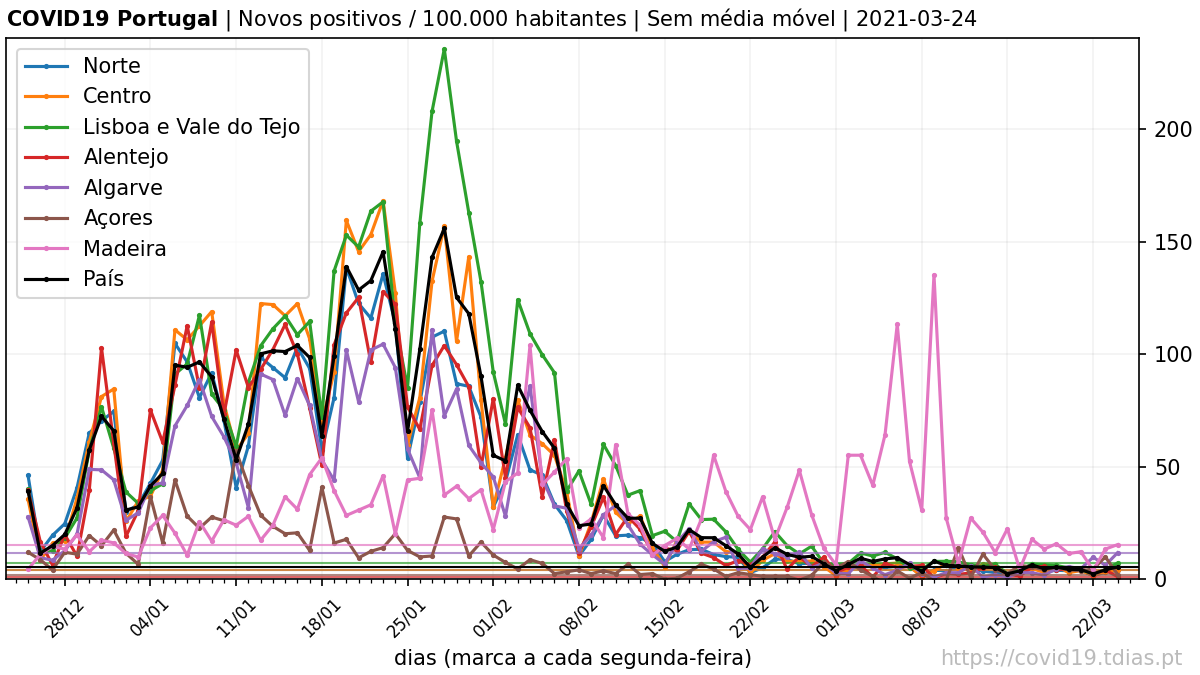 COVID19 Portugal | Novos positivos / 100.000 habitantes | Sem média móvel | 2021-03-24
Norte
Centro
Lisboa e Vale do Tejo
Alentejo
Algarve
Açores
Madeira
País
200
150
100
50
0
28/12 04/01 11/01 18/01 25/01 01/02 08/02 15/02 22/02 01/03 08/03 15/03 22/03
dias (marca a cada segunda-feira)
https://covid19.tdias.pt